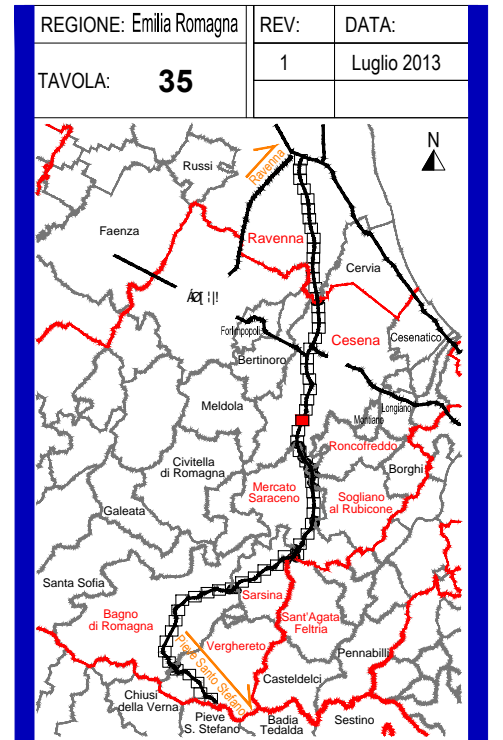 REGIONE: Emilia Romagna
REV:
DATA:
TAVOLA: 35
1
Luglio 2013
N
Russi
Ravenna
Faenza
Ravenna
Cervia
Forlimpopoli
Cesena
Cesenatico
Bertinoro
Meldola
Longiano
Montiano
Roncofreddo
Civitella
di Romagna
Borghi
Mercato
Saraceno
Sogliano
al Rubicone
Galeata
Santa Sofia
Sarsina
Bagno
di Romagna
Sant'Agata
Feltria
Verghereto
Pieve Santo Stefano
Pennabilli
Casteldelci
Chiusi
della Verna
Pieve
S. Stefano
Badia
Tedalda
Sestino